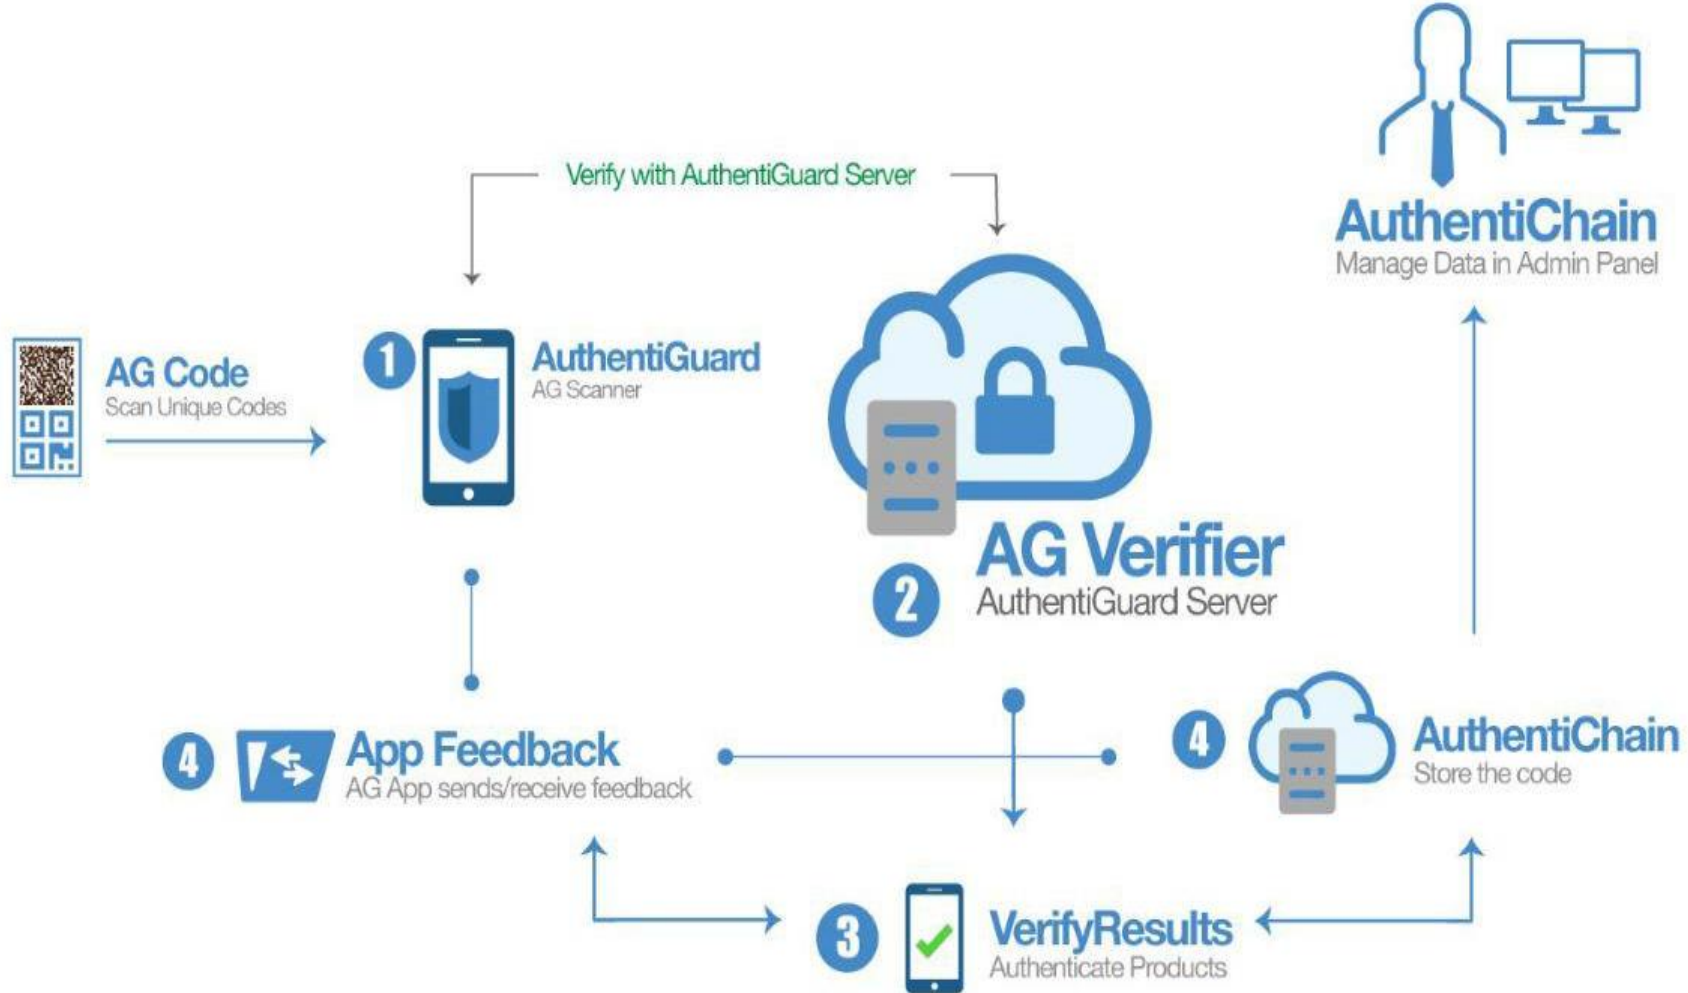 Verify with AuthentiGuard Server
AuthentiChain
Manage Data in Admin Panel
AG Code
Scan Unique Codes
1
AuthentiGuard
AG Scanner
AG Verifier
AuthentiGuard Server
2
4
App Feedback
AG App sends/receive feedback
4
AuthentiChain
Store the code
3
VerifyResults
Authenticate Products